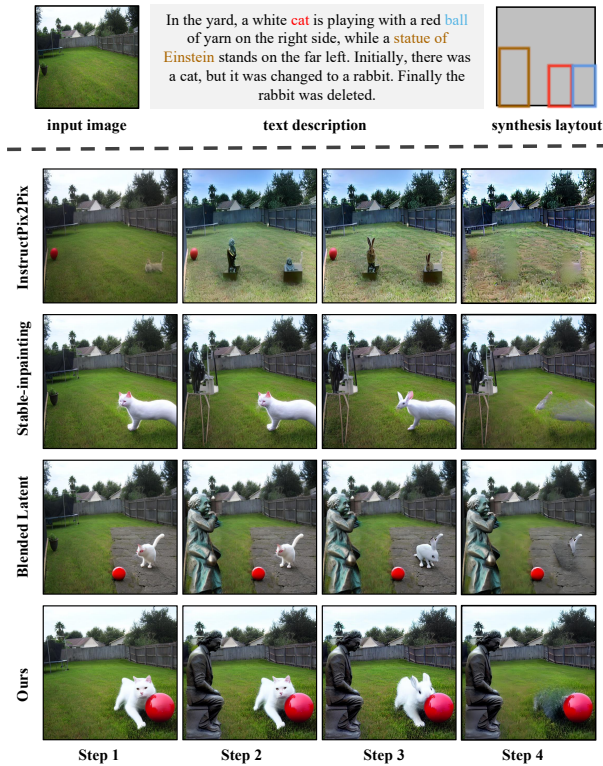 In the yard, a white cat is playing with a red ball
of yarn on the right side, while a statue of
Einstein stands on the far left. Initially, there was
a cat, but it was changed to a rabbit. Finally the
rabbit was deleted.
input image
text description
synthesis laytout
InstructPix2Pix
Stable-inpainting
Blended Latent
Ours
Step 1
Step 2
Step 3
Step 4